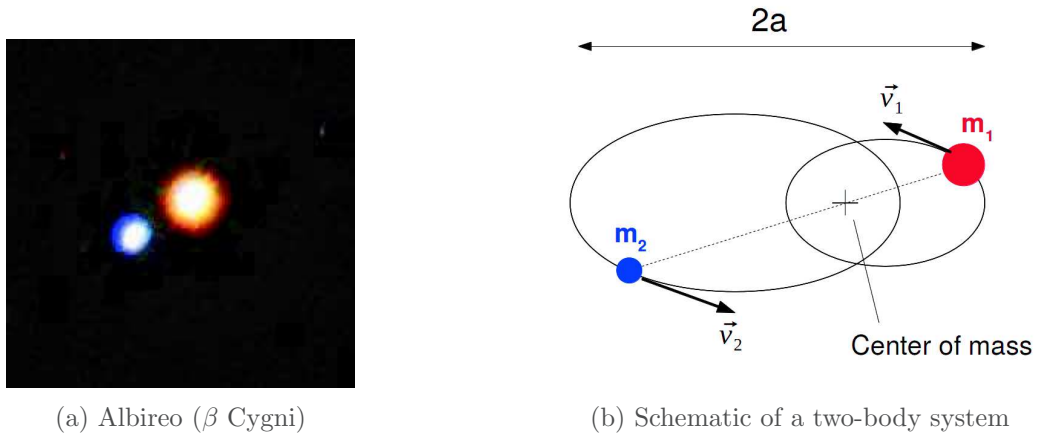 2a
v⃗₁
m₁
m₂
v⃗₂
Center of mass
(a) Albireo (β Cygni)
(b) Schematic of a two-body system